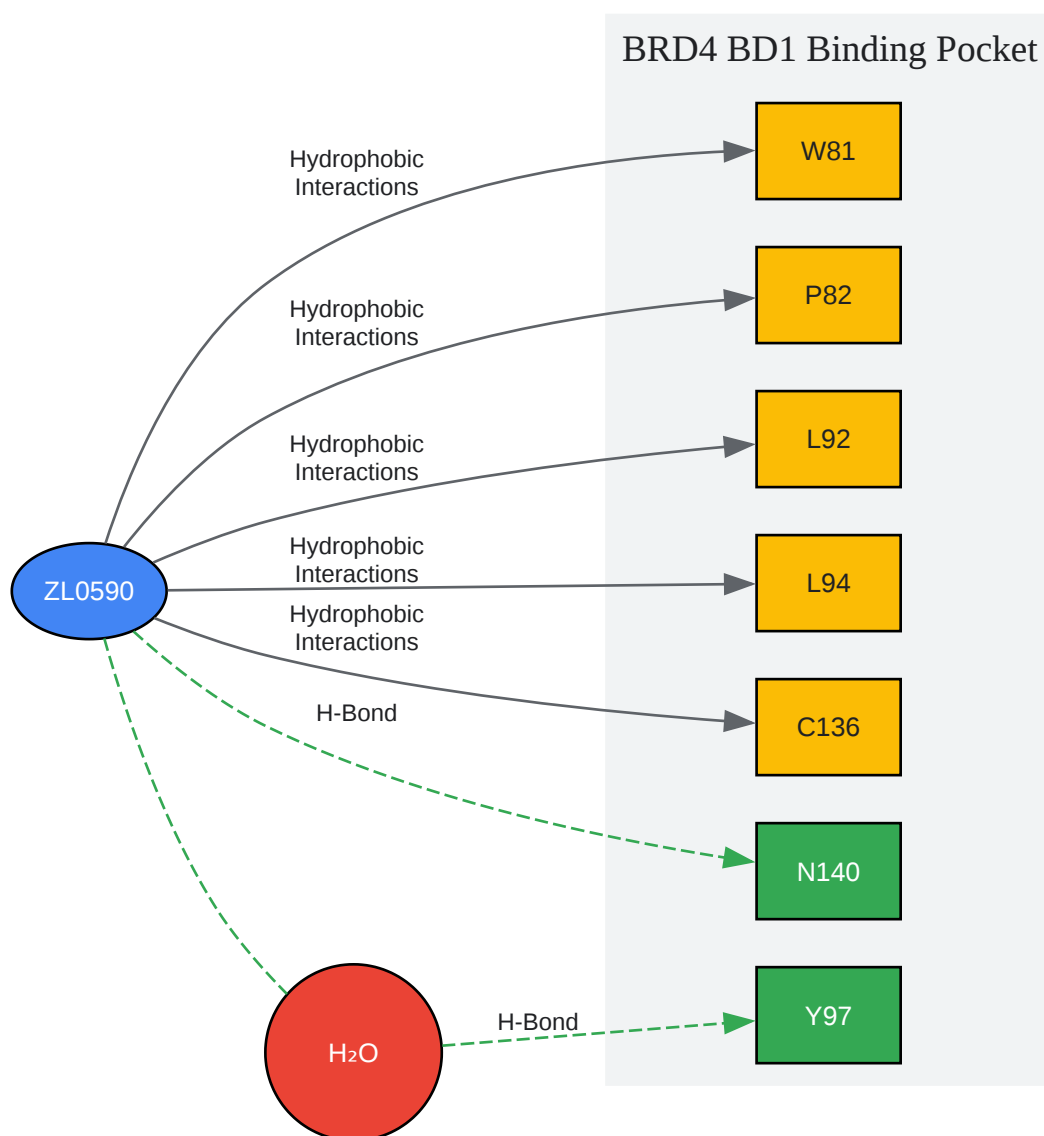 BRD4 BD1 Binding Pocket
Hydrophobic
Interactions
W81
Hydrophobic
Interactions
P82
Hydrophobic
Interactions
L92
Hydrophobic
Interactions
L94
ZL0590
Hydrophobic
Interactions
C136
H-Bond
N140
H-Bond
Y97
H₂O